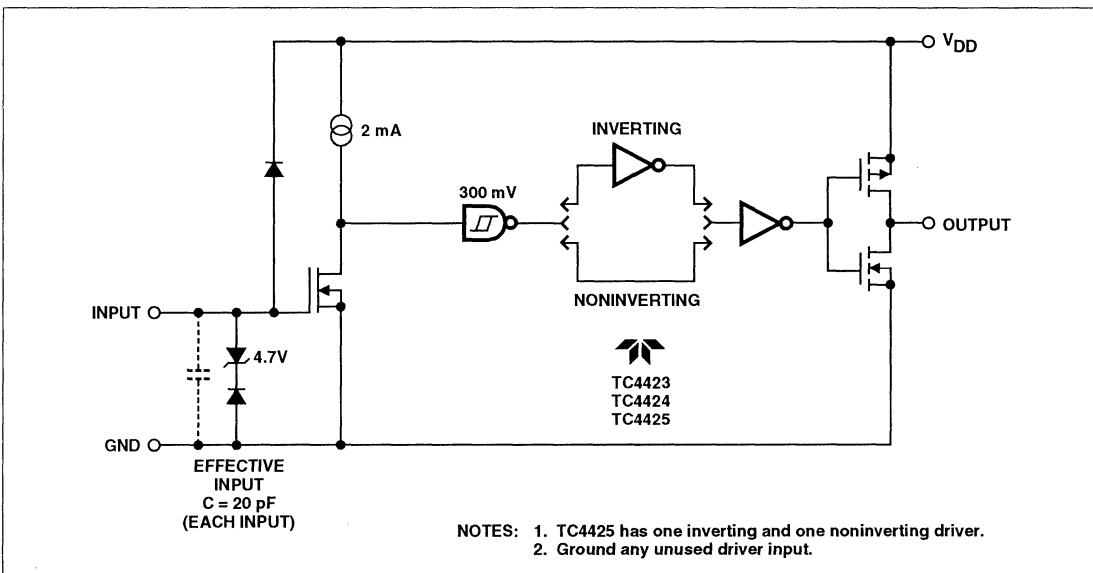 VDD
2 mA
INVERTING
300 mV
OUTPUT
INPUT
NONINVERTING
4.7V
TC4423
TC4424
TC4425
GND
EFFECTIVE
INPUT
C = 20 pF
(EACH INPUT)
NOTES: 1. TC4425 has one inverting and one noninverting driver.
2. Ground any unused driver input.